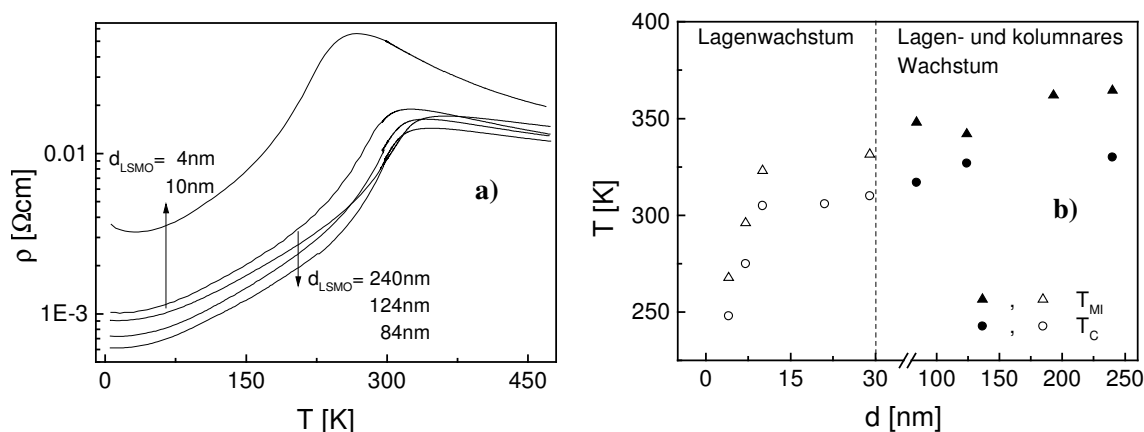 0.01
1E-3
ρ [Ωcm]
d_LSMO= 4nm
10nm
a)
d_LSMO= 240nm
124nm
84nm
0 150 300 450
T [K]
400
350
300
250
T [K]
Lagenwachstum
Lagen- und kolumnares
Wachstum
b)
▲ , △ T_MI
● , ○ T_C
0 15 30 100 150 200 250
d [nm]